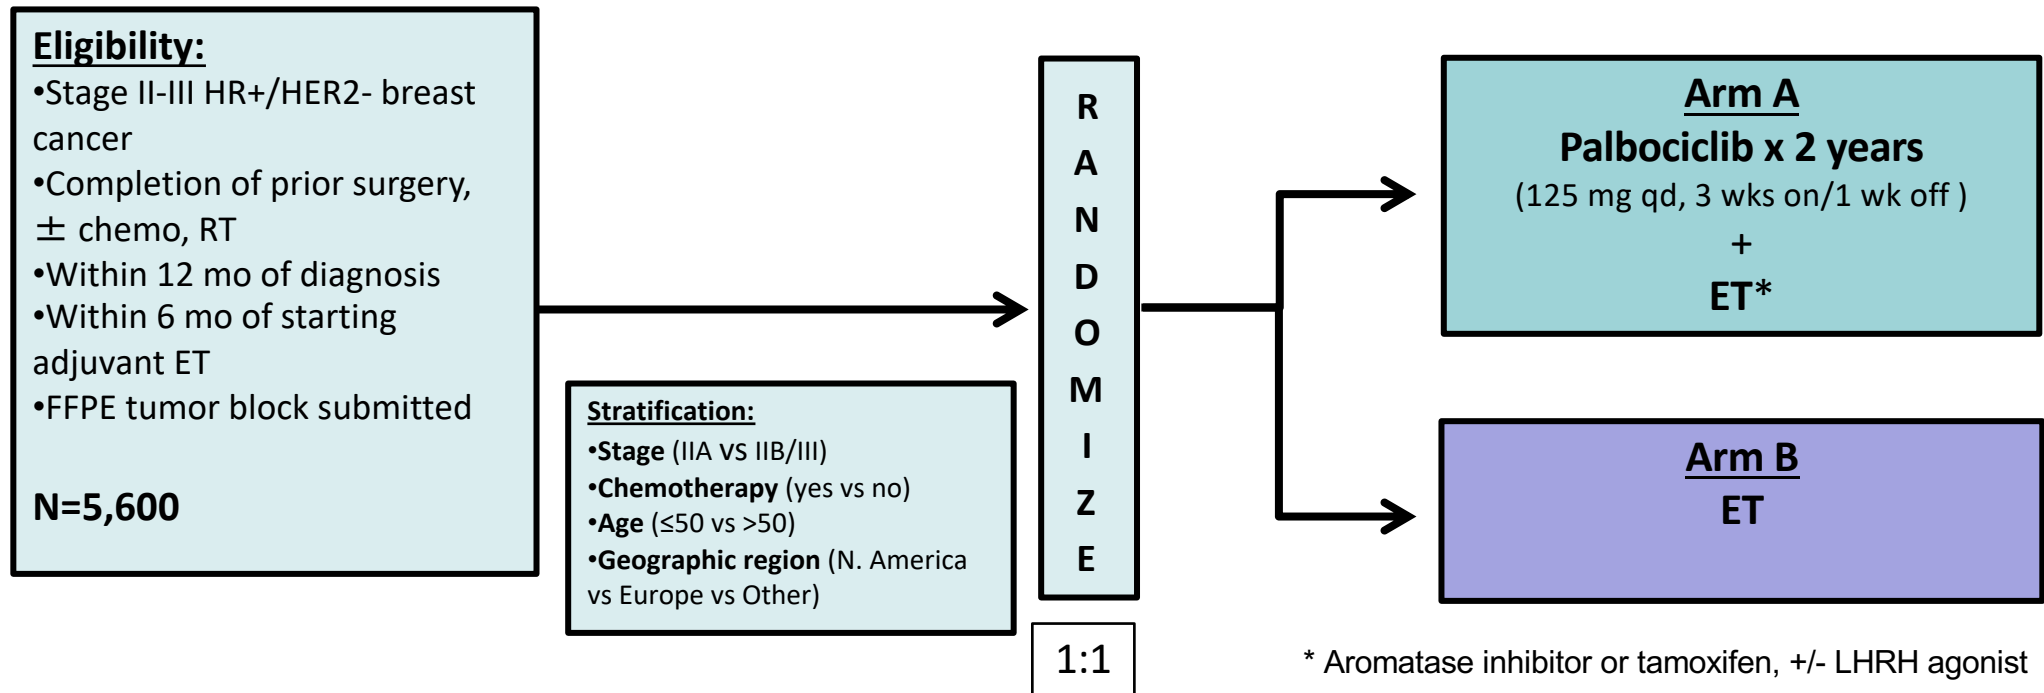 Eligibility:
•Stage II-III HR+/HER2- breast
cancer
•Completion of prior surgery,
± chemo, RT
•Within 12 mo of diagnosis
•Within 6 mo of starting
adjuvant ET
•FFPE tumor block submitted
N=5,600
Stratification:
•Stage (IIA vs IIB/III)
•Chemotherapy (yes vs no)
•Age (≤50 vs >50)
•Geographic region (N. America
vs Europe vs Other)
R
A
N
D
O
M
I
Z
E
1:1
Arm A
Palbociclib x 2 years
(125 mg qd, 3 wks on/1 wk off )
+
ET*
Arm B
ET
* Aromatase inhibitor or tamoxifen, +/- LHRH agonist